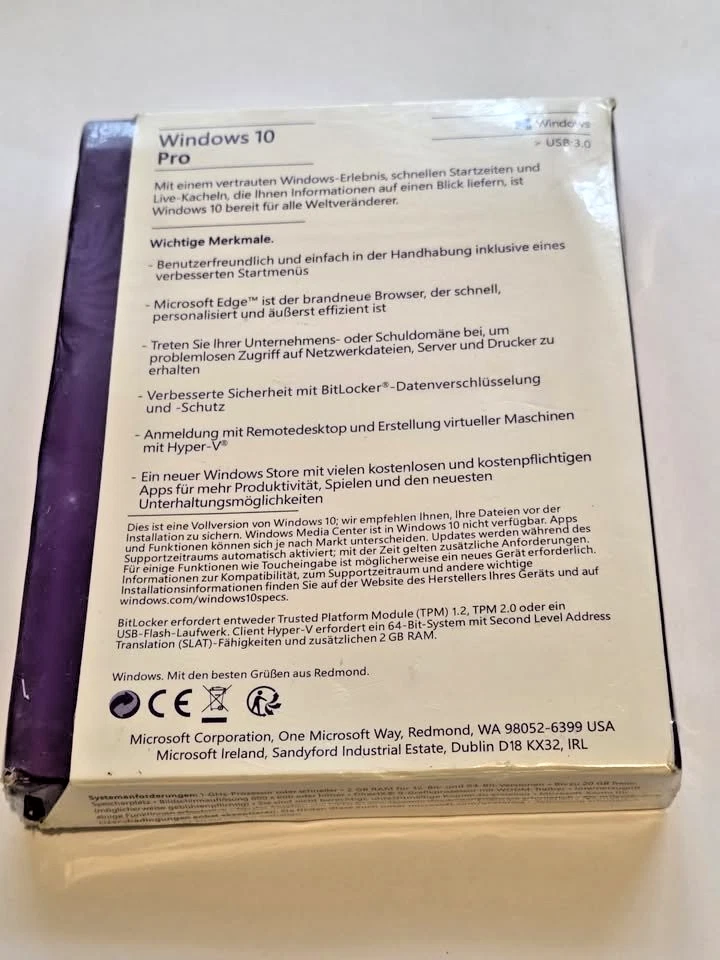 Windows 10
Pro
Windows
> USB 3.0
Mit einem vertrauten Windows-Erlebnis, schnellen Startzeiten und
Live-Kacheln, die Ihnen Informationen auf einen Blick liefern, ist
Windows 10 bereit für alle Weltveränderer.
Wichtige Merkmale.
- Benutzerfreundlich und einfach in der Handhabung inklusive eines
verbesserten Startmenüs
- Microsoft Edge™ ist der brandneue Browser, der schnell,
personalisiert und äußerst effizient ist
- Treten Sie Ihrer Unternehmens- oder Schuldomäne bei, um
problemlosen Zugriff auf Netzwerkdateien, Server und Drucker zu
erhalten
- Verbesserte Sicherheit mit BitLocker®-Datenverschlüsselung
und -Schutz
- Anmeldung mit Remotedesktop und Erstellung virtueller Maschinen
mit Hyper-V®
- Ein neuer Windows Store mit vielen kostenlosen und kostenpflichtigen
Apps für mehr Produktivität, Spielen und den neuesten
Unterhaltungsmöglichkeiten
Dies ist eine Vollversion von Windows 10; wir empfehlen Ihnen, Ihre Dateien vor der
Installation zu sichern. Windows Media Center ist in Windows 10 nicht verfügbar. Apps
und Funktionen können sich je nach Markt unterscheiden. Updates werden während des
Supportzeitraums automatisch aktiviert; mit der Zeit gelten zusätzliche Anforderungen.
Für einige Funktionen wie Toucheingabe ist möglicherweise ein neues Gerät erforderlich.
Informationen zur Kompatibilität, zum Supportzeitraum und andere wichtige
Installationsinformationen finden Sie auf der Website des Herstellers Ihres Geräts und auf
windows.com/windows10specs.
BitLocker erfordert entweder Trusted Platform Module (TPM) 1.2, TPM 2.0 oder ein
USB-Flash-Laufwerk. Client Hyper-V erfordert ein 64-Bit-System mit Second Level Address
Translation (SLAT)-Fähigkeiten und zusätzlichen 2 GB RAM.
Windows. Mit den besten Grüßen aus Redmond.
CE
Microsoft Corporation, One Microsoft Way, Redmond, WA 98052-6399 USA
Microsoft Ireland, Sandyford Industrial Estate, Dublin D18 KX32, IRL
Systemanforderungen: 1-GHz-Prozessor oder schneller